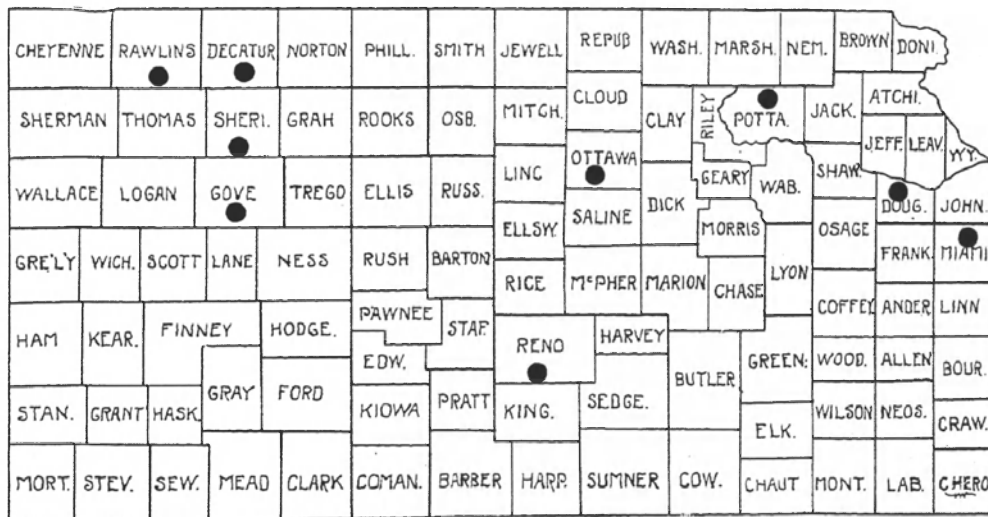 CHEYENNE RAWLINS DECATUR NORTON PHILL. SMITH JEWELL REPUB WASH. MARSH. NEM. BROWN DONI.
SHERMAN THOMAS SHERI. GRAH ROOKS OSB. MITCH. CLOUD CLAY RILEY POTTA. JACK. ATCHI.
JEFF. LEAV. WY.
WALLACE LOGAN GOVE TREGO ELLIS RUSS. LINC OTTAWA GEARY WAB. SHAW. DOUG. JOHN.
ELLSW. SALINE DICK MORRIS OSAGE
GRE'LY WICH. SCOTT LANE NESS RUSH BARTON RICE McPHER MARION CHASE LYON FRANK. MIAMI
HAM KEAR. FINNEY HODGE. PAWNEE STAF. COFFEY ANDER LINN
EDW. RENO HARVEY BUTLER GREEN. WOOD. ALLEN BOUR.
STAN. GRANT HASK. GRAY FORD KIOWA PRATT KING. SEDGE. ELK. WILSON NEOS. CRAW.
MORT. STEV. SEW. MEAD CLARK COMAN. BARBER HARP. SUMNER COW. CHAUT MONT. LAB. CHERO